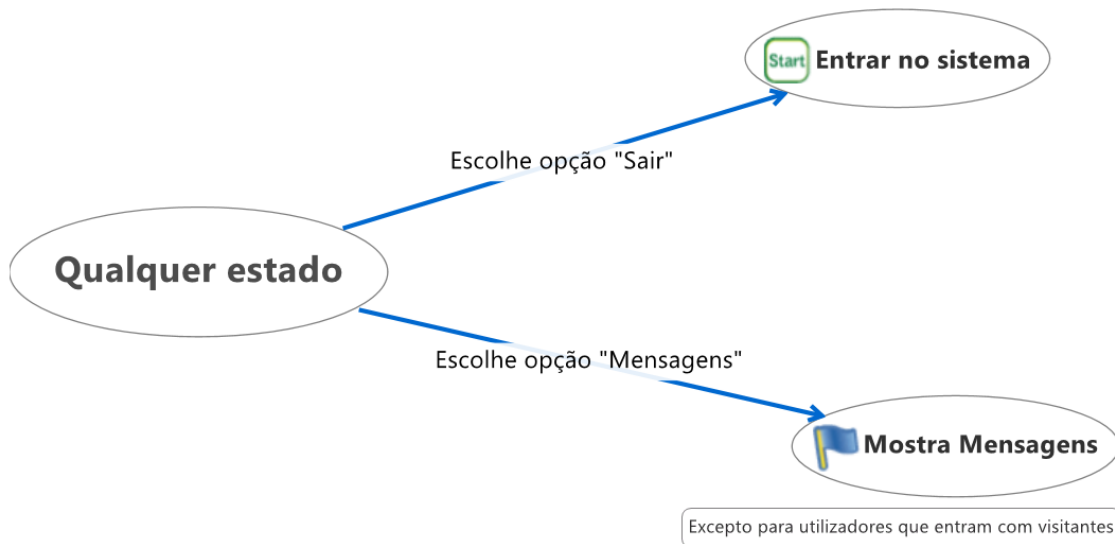 Start Entrar no sistema
Escolhe opção "Sair"
Qualquer estado
Escolhe opção "Mensagens"
Mostra Mensagens
Excepto para utilizadores que entram com visitantes